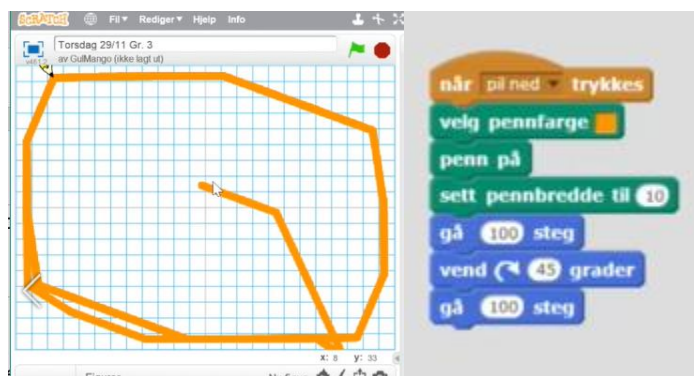 SCRATCH Fil Rediger Hjelp Info
Torsdag 29/11 Gr. 3
av GulMango (ikke lagt ut)
x: 8 y: 33
når pil ned trykkes
velg pennfarge
penn på
sett pennbredde til 10
gå 100 steg
vend 45 grader
gå 100 steg